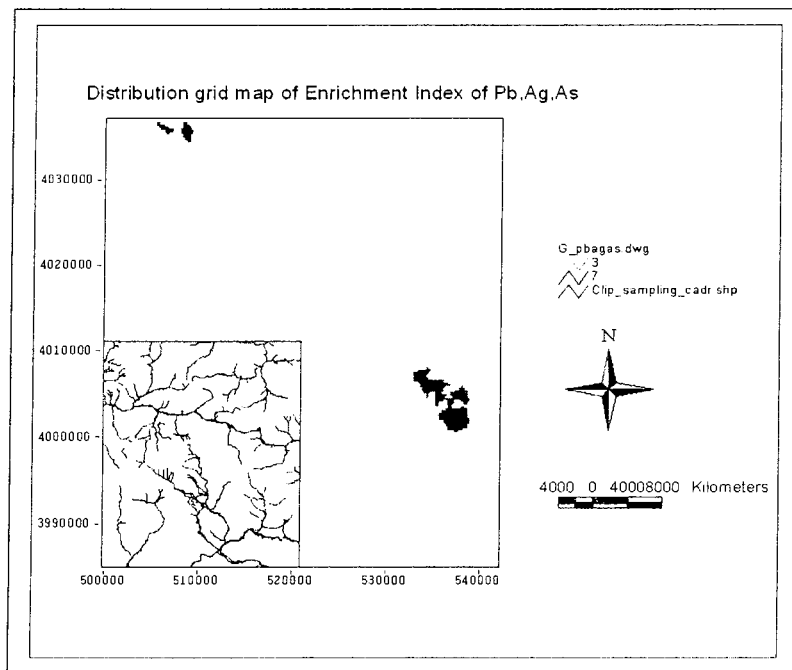 Distribution grid map of Enrichment Index of Pb,Ag,As
4030000
4020000
4010000
4000000
3990000
500000 510000 520000 530000 540000
G_pbagas.dwg
3
7
Clip_sampling_cadr.shp
N
4000 0 40008000 Kilometers